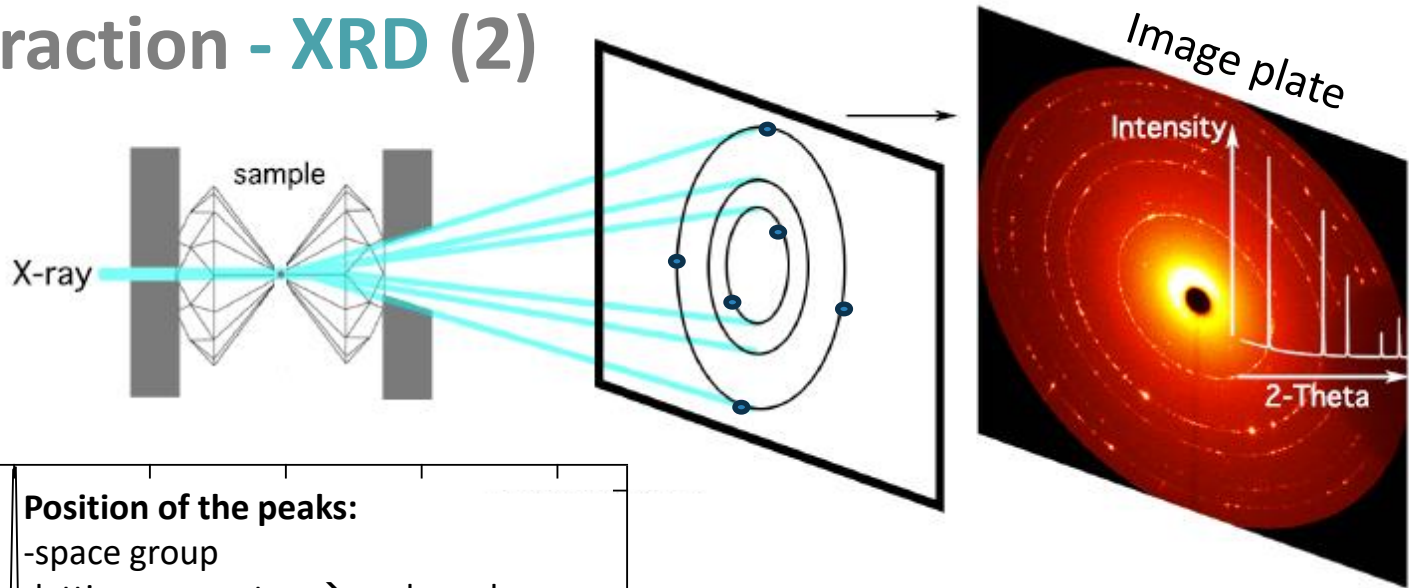 raction - XRD (2)
Image plate
Intensity
sample
X-ray
2-Theta
Position of the peaks:
-space group